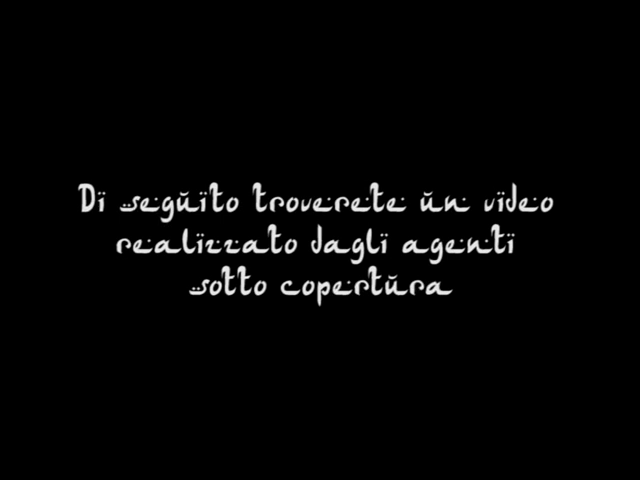 Di seguito troverete un video
realizzato dagli agenti
sotto copertura